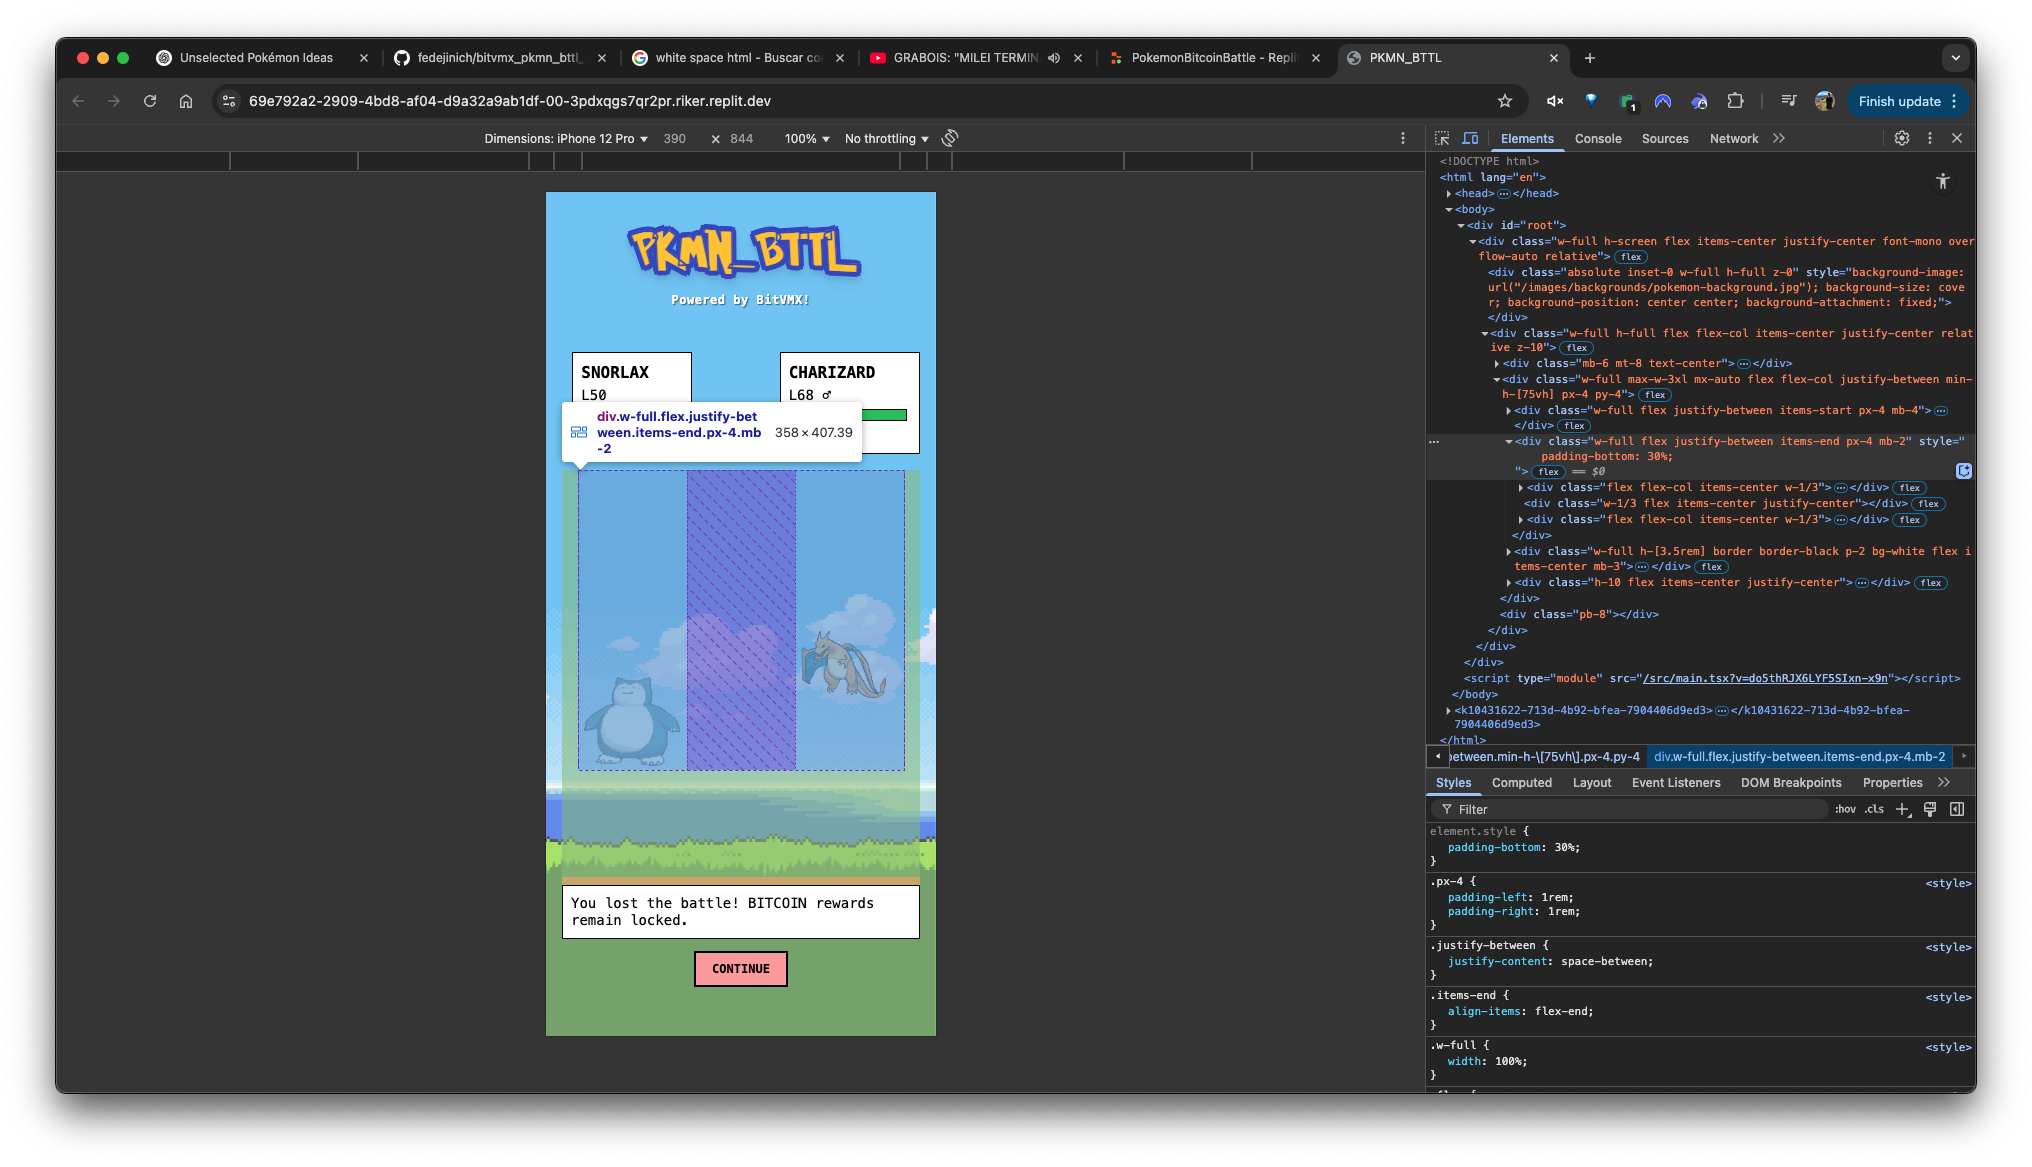 Unselected Pokémon Ideas
fedejinich/bitvmx_pkmn_bttl_
white space html - Buscar co
GRABOIS: "MILEI TERMIN
PokemonBitcoinBattle - Repli
PKMN_BTTL
69e792a2-2909-4bd8-af04-d9a32a9ab1df-00-3pdxqgs7qr2pr.riker.replit.dev
1
Finish update
Dimensions: iPhone 12 Pro 390 × 844 100% No throttling
PKMN_BTTL
Powered by BitVMX!
SNORLAX
L50
CHARIZARD
L68 ♂
div.w-full.flex.justify-bet
ween.items-end.px-4.mb
-2
358 × 407.39
You lost the battle! BITCOIN rewards
remain locked.
CONTINUE
Elements Console Sources Network
<!DOCTYPE html>
<html lang="en">
<head> </head>
<body>
<div id="root">
<div class="w-full h-screen flex items-center justify-center font-mono over
flow-auto relative"> flex
<div class="absolute inset-0 w-full h-full z-0" style="background-image:
url("/images/backgrounds/pokemon-background.jpg"); background-size: cove
r; background-position: center center; background-attachment: fixed;">
</div>
<div class="w-full h-full flex flex-col items-center justify-center relat
ive z-10"> flex
<div class="mb-6 mt-8 text-center"> </div>
<div class="w-full max-w-3xl mx-auto flex flex-col justify-between min-
h-[75vh] px-4 py-4"> flex
<div class="w-full flex justify-between items-start px-4 mb-4">
</div> flex
<div class="w-full flex justify-between items-end px-4 mb-2" style="
padding-bottom: 30%;
"> flex == $0
<div class="flex flex-col items-center w-1/3"> </div> flex
<div class="w-1/3 flex items-center justify-center"></div> flex
<div class="flex flex-col items-center w-1/3"> </div> flex
</div>
<div class="w-full h-[3.5rem] border border-black p-2 bg-white flex i
tems-center mb-3"> </div> flex
<div class="h-10 flex items-center justify-center"> </div> flex
</div>
<div class="pb-8"></div>
</div>
</div>
</div>
<script type="module" src="/src/main.tsx?v=do5thRJX6LYF5SIxn-x9n"></script>
</body>
<k10431622-713d-4b92-bfea-7904406d9ed3> </k10431622-713d-4b92-bfea-
7904406d9ed3>
</html>
between.min-h-\[75vh\].px-4.py-4 div.w-full.flex.justify-between.items-end.px-4.mb-2
Styles Computed Layout Event Listeners DOM Breakpoints Properties
Filter :hov .cls
element.style {
padding-bottom: 30%;
}
.px-4 { <style>
padding-left: 1rem;
padding-right: 1rem;
}
.justify-between { <style>
justify-content: space-between;
}
.items-end { <style>
align-items: flex-end;
}
.w-full { <style>
width: 100%;
}